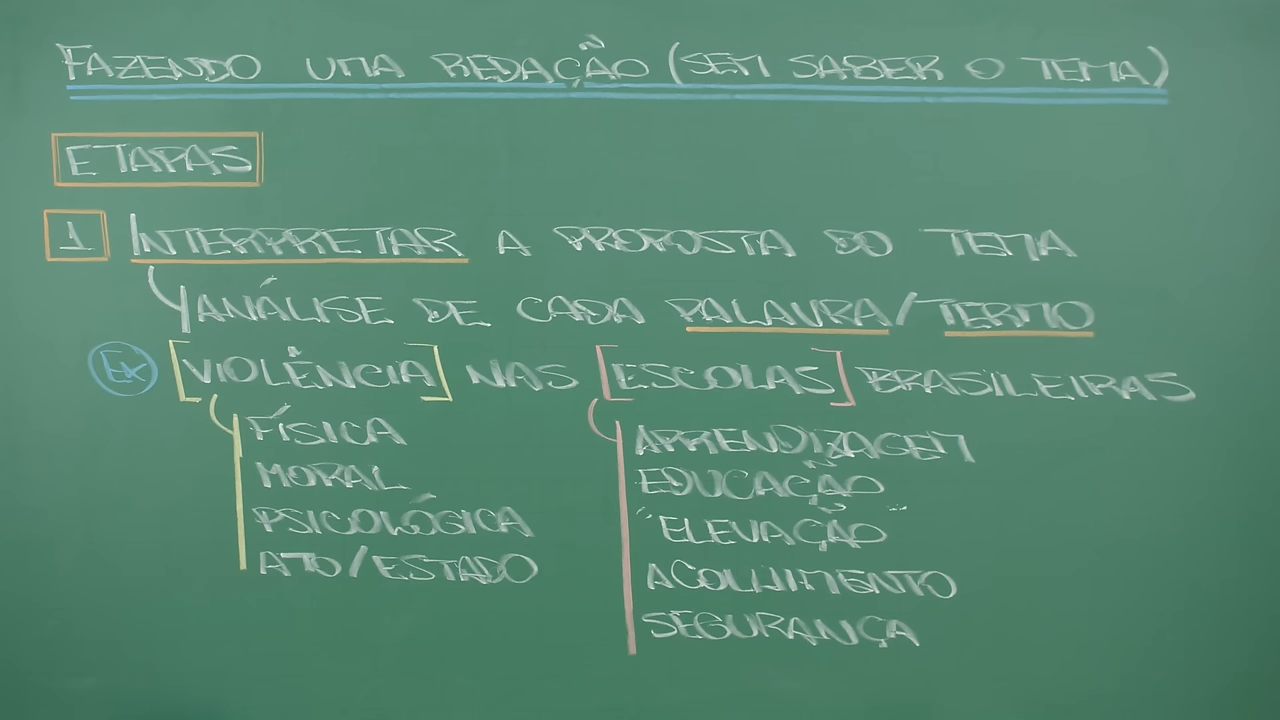 FAZENDO UMA REDAÇÃO (SEM SABER O TEMA)
ETAPAS
1 INTERPRETAR A PROPOSTA DO TEMA
ANÁLISE DE CADA PALAVRA/TERMO
EX [VIOLÊNCIA] NAS [ESCOLAS] BRASILEIRAS
FÍSICA
MORAL
PSICOLÓGICA
ATO/ESTADO
APRENDIZAGEM
EDUCAÇÃO
"ELEVAÇÃO"
ACOLHIMENTO
SEGURANÇA